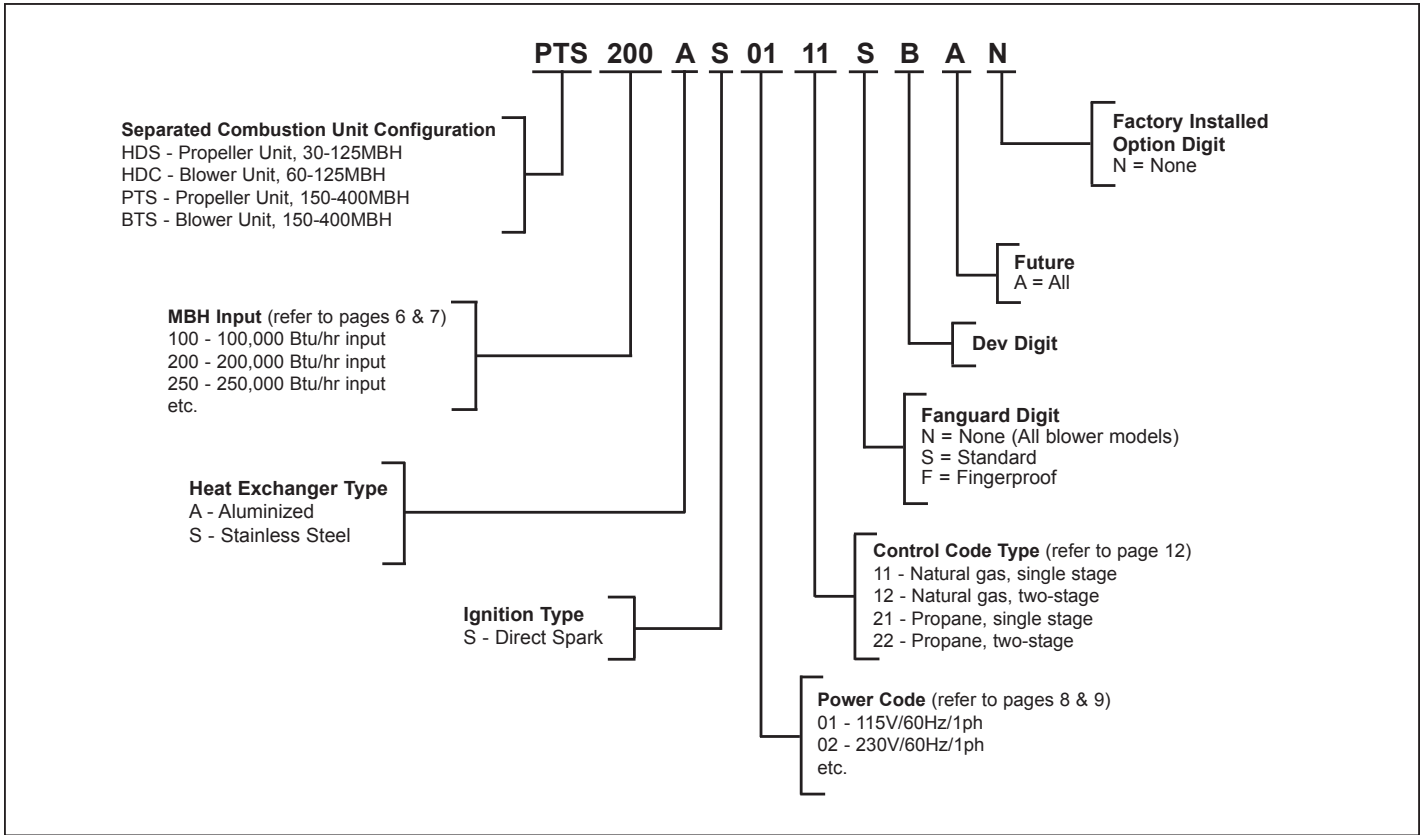 PTS 200 A S 01 11 S B A N
Separated Combustion Unit Configuration
HDS - Propeller Unit, 30-125MBH
HDC - Blower Unit, 60-125MBH
PTS - Propeller Unit, 150-400MBH
BTS - Blower Unit, 150-400MBH
MBH Input (refer to pages 6 & 7)
100 - 100,000 Btu/hr input
200 - 200,000 Btu/hr input
250 - 250,000 Btu/hr input
etc.
Heat Exchanger Type
A - Aluminized
S - Stainless Steel
Ignition Type
S - Direct Spark
Factory Installed
Option Digit
N = None
Future
A = All
Dev Digit
Fanguard Digit
N = None (All blower models)
S = Standard
F = Fingerproof
Control Code Type (refer to page 12)
11 - Natural gas, single stage
12 - Natural gas, two-stage
21 - Propane, single stage
22 - Propane, two-stage
Power Code (refer to pages 8 & 9)
01 - 115V/60Hz/1ph
02 - 230V/60Hz/1ph
etc.